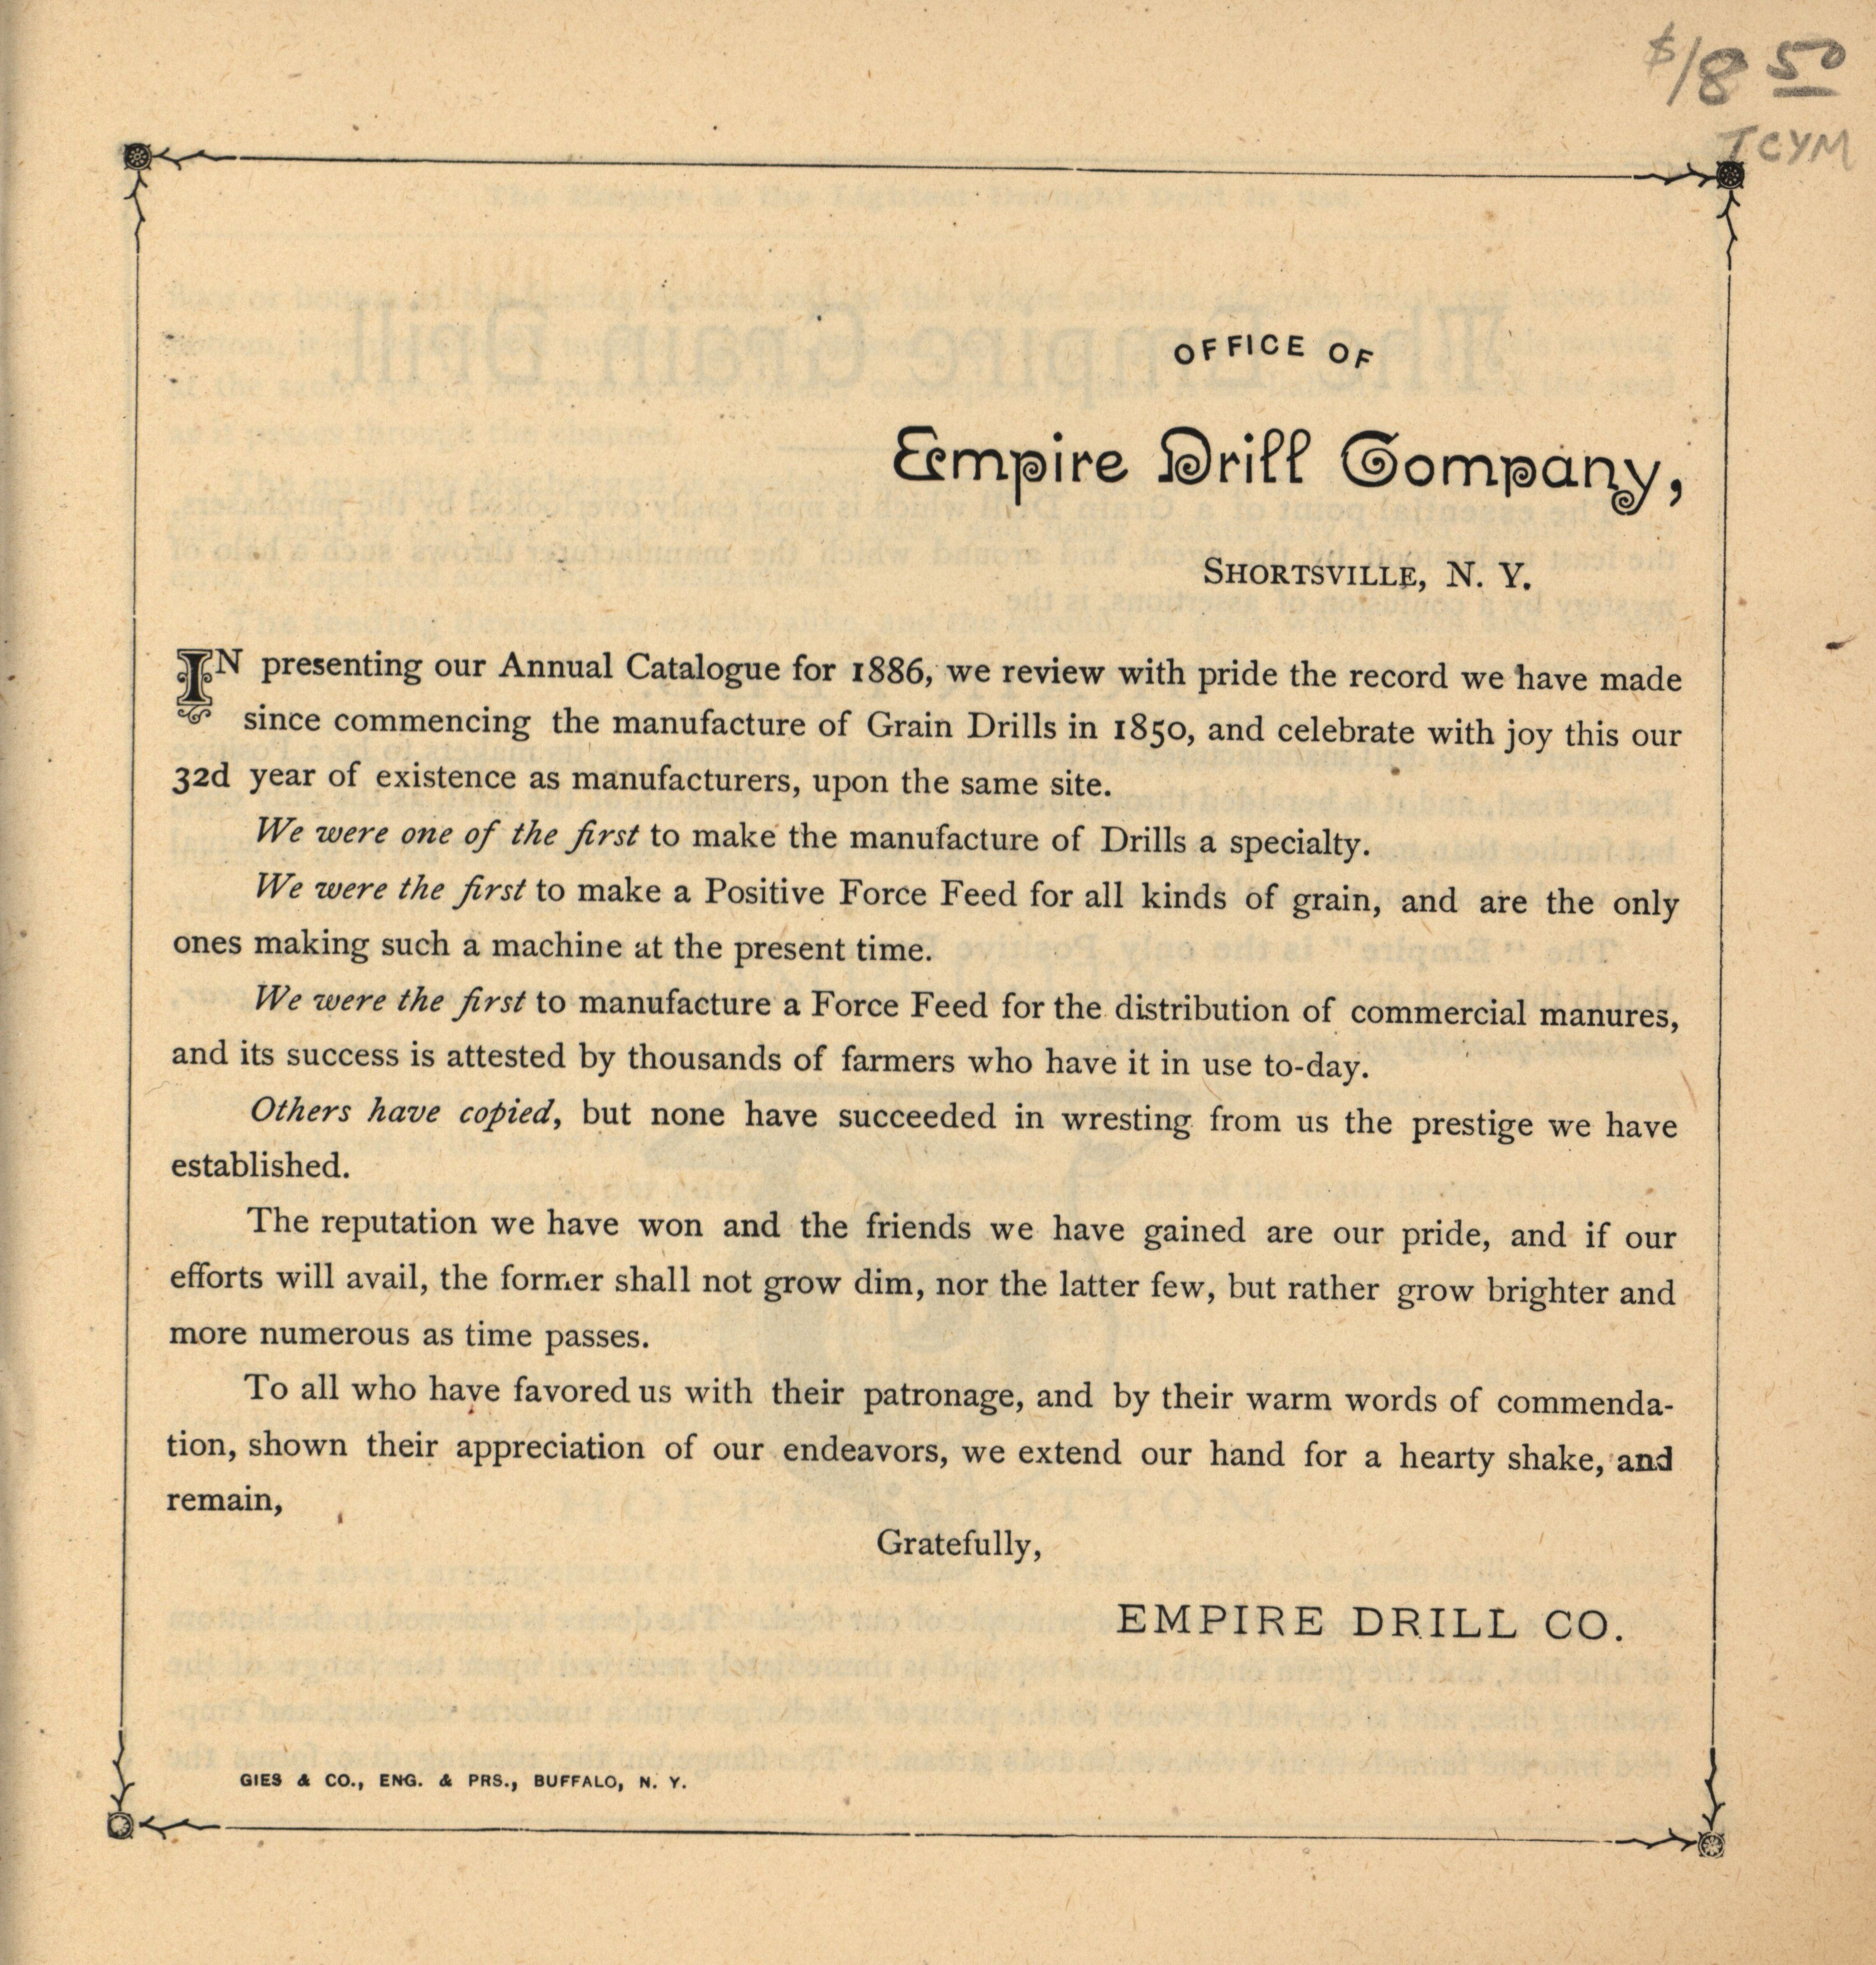 $18 50
TCYM
OFFICE OF
Empire Drill Company,
SHORTSVILLE, N. Y.
IN presenting our Annual Catalogue for 1886, we review with pride the record we have made
since commencing the manufacture of Grain Drills in 1850, and celebrate with joy this our
32d year of existence as manufacturers, upon the same site.
We were one of the first to make the manufacture of Drills a specialty.
We were the first to make a Positive Force Feed for all kinds of grain, and are the only
ones making such a machine at the present time.
We were the first to manufacture a Force Feed for the distribution of commercial manures,
and its success is attested by thousands of farmers who have it in use to-day.
Others have copied, but none have succeeded in wresting from us the prestige we have
established.
The reputation we have won and the friends we have gained are our pride, and if our
efforts will avail, the former shall not grow dim, nor the latter few, but rather grow brighter and
more numerous as time passes.
To all who have favored us with their patronage, and by their warm words of commenda-
tion, shown their appreciation of our endeavors, we extend our hand for a hearty shake, and
remain,
Gratefully,
EMPIRE DRILL CO.
GIES & CO., ENG. & PRS., BUFFALO, N. Y.